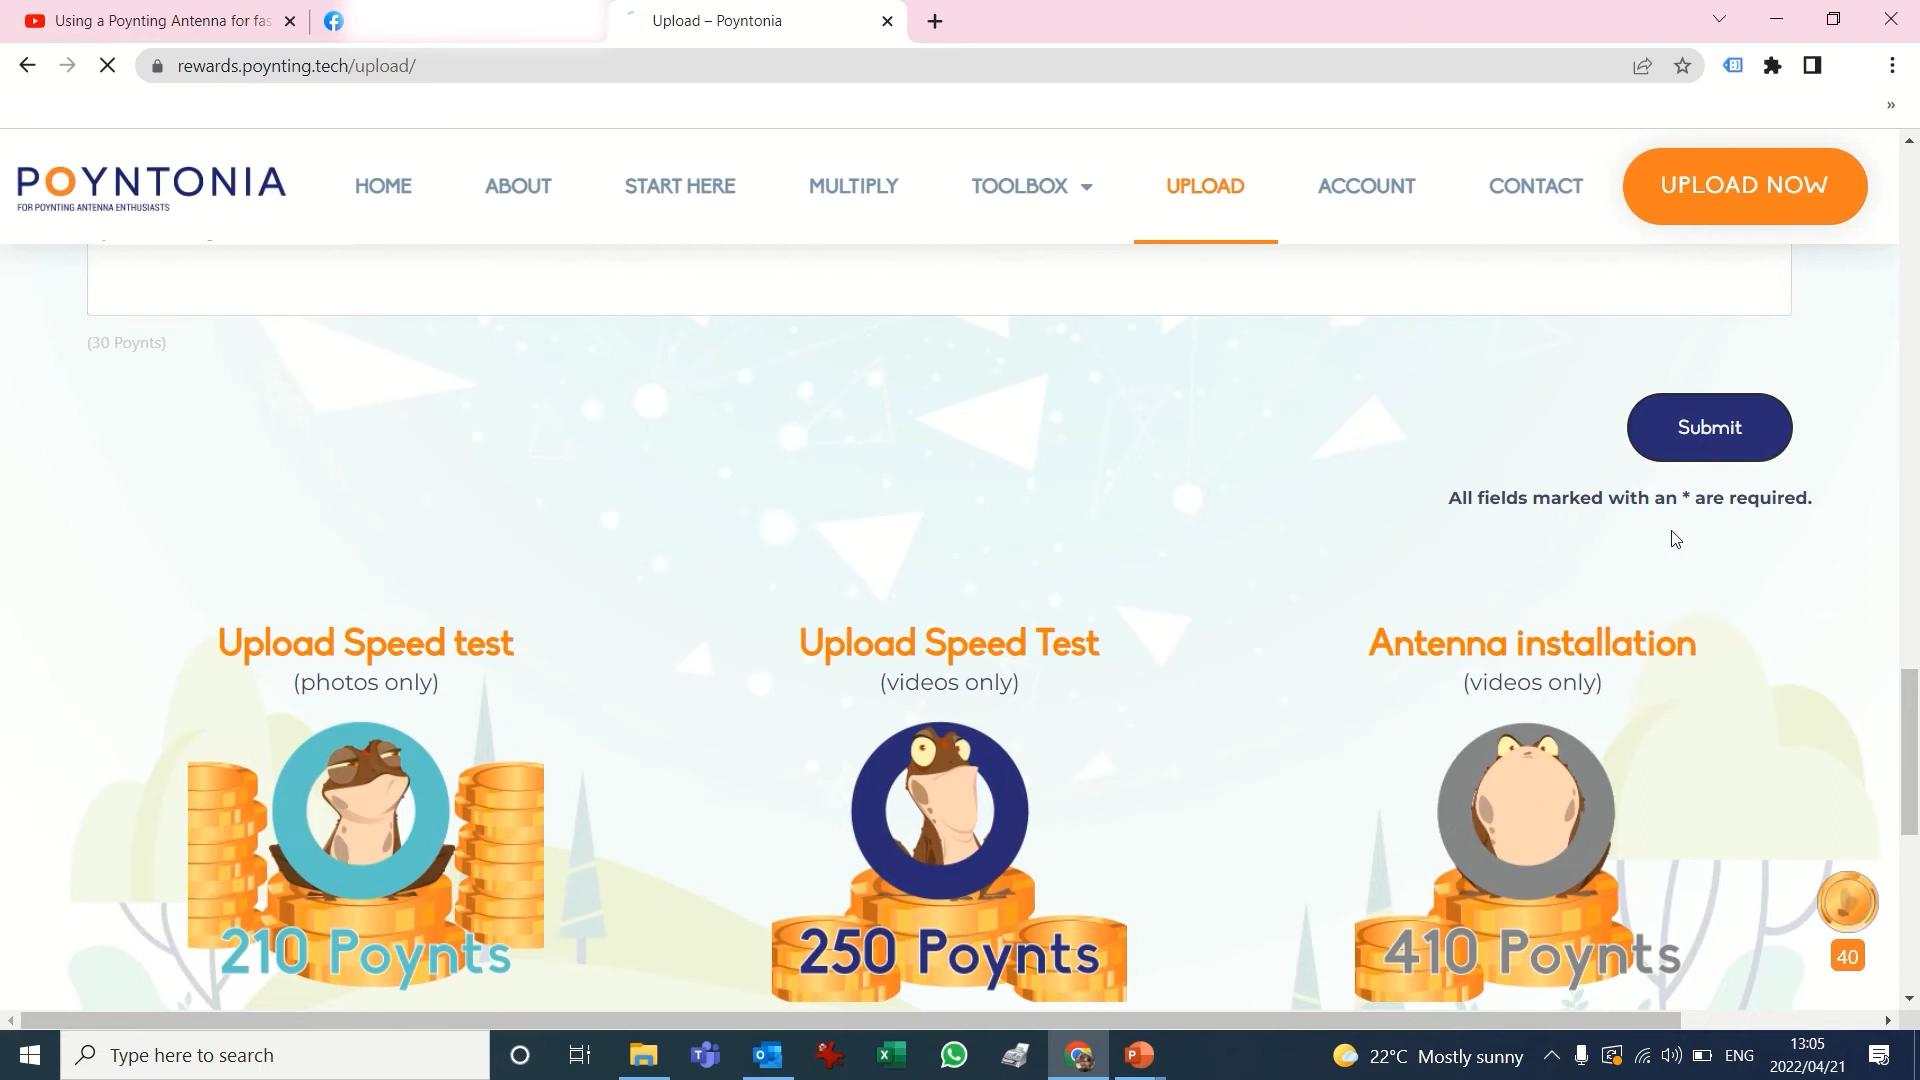 Using a Poynting Antenna for fas
Upload – Poyntonia
rewards.poynting.tech/upload/
»
POYNTONIA
FOR POYNTING ANTENNA ENTHUSIASTS
HOME
ABOUT
START HERE
MULTIPLY
TOOLBOX
UPLOAD
ACCOUNT
CONTACT
UPLOAD NOW
(30 Poynts)
Submit
All fields marked with an * are required.
Upload Speed test
(photos only)
210 Poynts
Upload Speed Test
(videos only)
250 Poynts
Antenna installation
(videos only)
410 Poynts
40
Type here to search
22°C Mostly sunny
ENG
13:05
2022/04/21